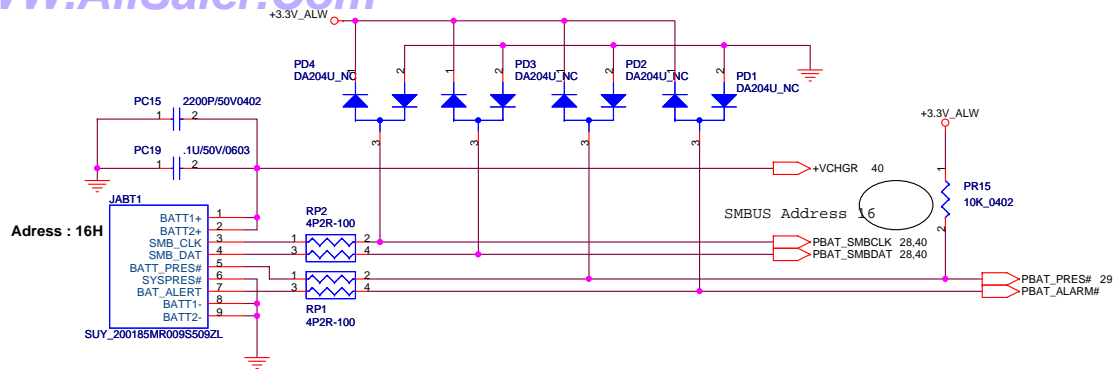 WWW.AliSaler.Com
+3.3V_ALW
PD4
DA204U_NC
PD3
DA204U_NC
PD2
DA204U_NC
PD1
DA204U_NC
1 2 1 2 1 2 1 2
3 3 3 3
PC15 2200P/50V0402
1 2
PC19 .1U/50V/0603
1 2
+3.3V_ALW
+VCHGR 40
1
PR15
10K_0402
2
SMBUS Address 16
JABT1
Adress : 16H
BATT1+ 1
BATT2+ 2
SMB_CLK 3
SMB_DAT 4
BATT_PRES# 5
SYSPRES# 6
BAT_ALERT 7
BATT1- 8
BATT2- 9
SUY_200185MR009S509ZL
RP2
4P2R-100
1 2
3 4
PBAT_SMBCLK 28,40
PBAT_SMBDAT 28,40
1 2
3 4
RP1
4P2R-100
PBAT_PRES# 29
PBAT_ALARM#